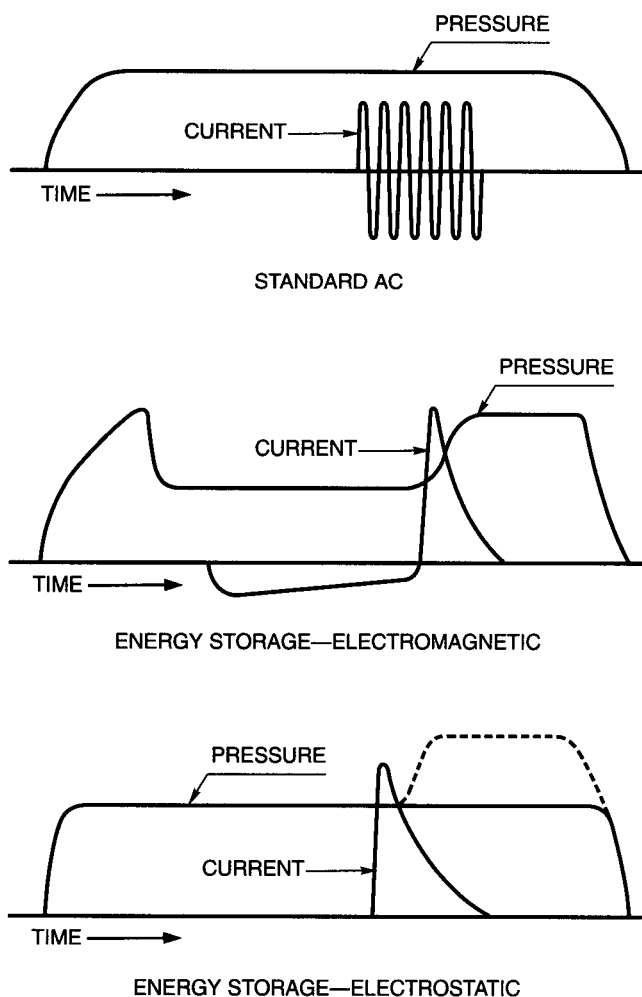 PRESSURE
CURRENT
TIME
STANDARD AC
PRESSURE
CURRENT
TIME
ENERGY STORAGE—ELECTROMAGNETIC
PRESSURE
CURRENT
TIME
ENERGY STORAGE—ELECTROSTATIC